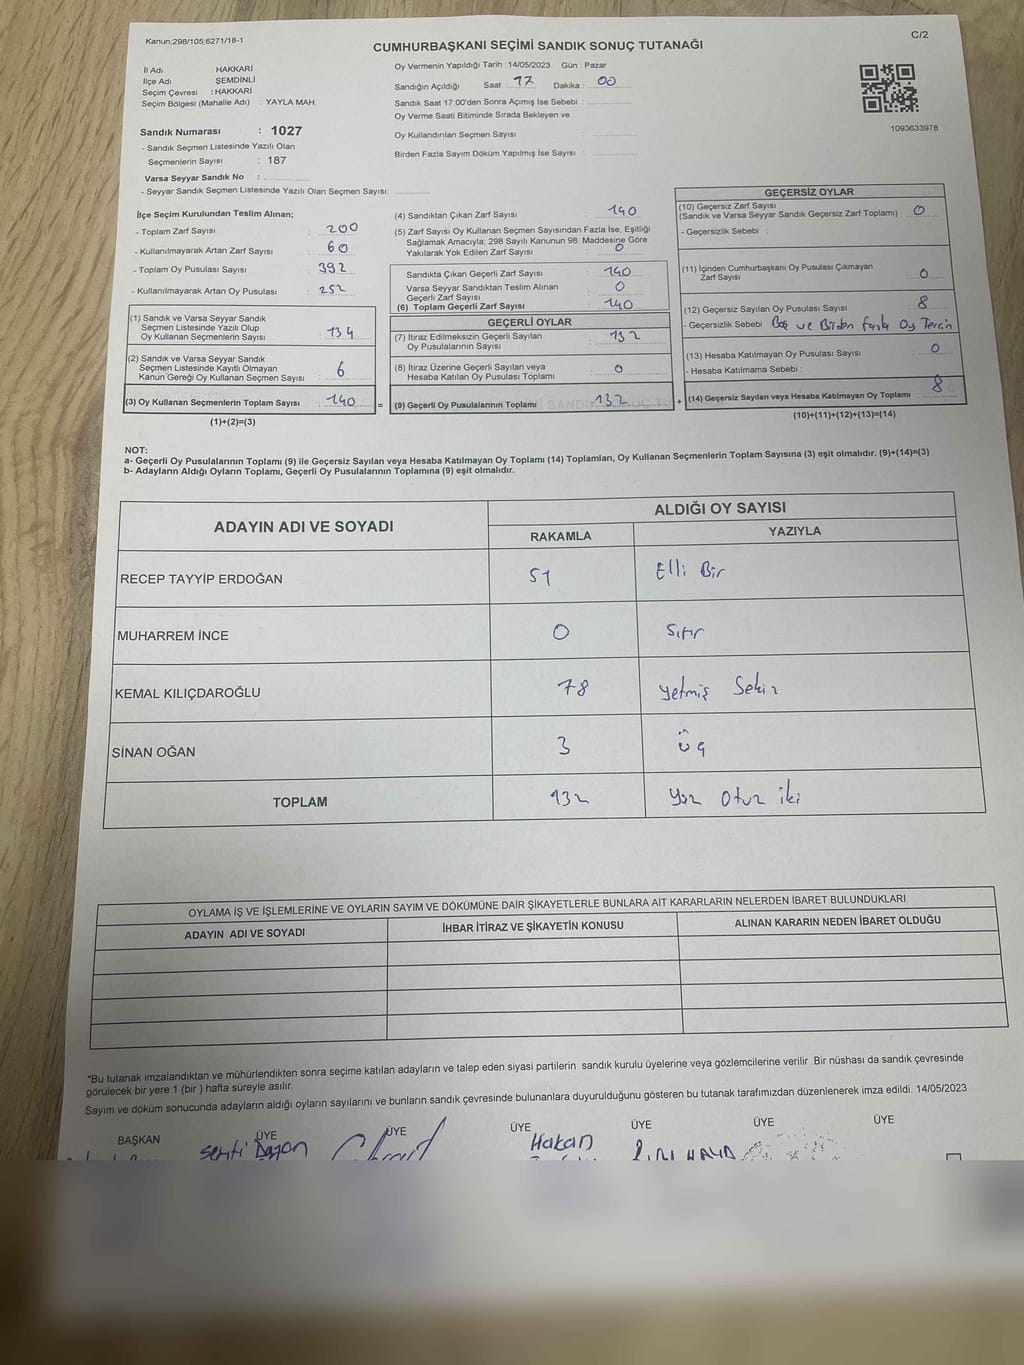 Kanun;298/105;6271/18-1
C/2
CUMHURBAŞKANI SEÇİMİ SANDIK SONUÇ TUTANAĞI
İl Adı HAKKARİ
İlçe Adı ŞEMDİNLİ
Seçim Çevresi : HAKKARİ
Seçim Bölgesi (Mahalle Adı) : YAYLA MAH.
Sandık Numarası : 1027
- Sandık Seçmen Listesinde Yazılı Olan
Seçmenlerin Sayısı : 187
Varsa Seyyar Sandık No :
- Seyyar Sandık Seçmen Listesinde Yazılı Olan Seçmen Sayısı:
Oy Vermenin Yapıldığı Tarih : 14/05/2023 Gün : Pazar
Sandığın Açıldığı Saat : 17 Dakika : 00
Sandık Saat 17:00'den Sonra Açımış İse Sebebi :
Oy Verme Saati Bitiminde Sırada Bekleyen ve
Oy Kullandırılan Seçmen Sayısı :
Birden Fazla Sayım Döküm Yapılmış İse Sayısı :
1093633978
İlçe Seçim Kurulundan Teslim Alınan;
- Toplam Zarf Sayısı : 200
- Kullanılmayarak Artan Zarf Sayısı : 60
- Toplam Oy Pusulası Sayısı : 392
- Kullanılmayarak Artan Oy Pusulası : 252
(1) Sandık ve Varsa Seyyar Sandık
Seçmen Listesinde Yazılı Olup
Oy Kullanan Seçmenlerin Sayısı : 134
(2) Sandık ve Varsa Seyyar Sandık
Seçmen Listesinde Kayıtlı Olmayan
Kanun Gereği Oy Kullanan Seçmen Sayısı : 6
(3) Oy Kullanan Seçmenlerin Toplam Sayısı : 140 =
(1)+(2)=(3)
(4) Sandıktan Çıkan Zarf Sayısı : 140
(5) Zarf Sayısı Oy Kullanan Seçmen Sayısından Fazla İse, Eşitliği
Sağlamak Amacıyla; 298 Sayılı Kanunun 98. Maddesine Göre
Yakılarak Yok Edilen Zarf Sayısı : 0
Sandıkta Çıkan Geçerli Zarf Sayısı : 140
Varsa Seyyar Sandıktan Teslim Alınan
Geçerli Zarf Sayısı : 0
(6) Toplam Geçerli Zarf Sayısı : 140
GEÇERLİ OYLAR
(7) İtiraz Edilmeksizin Geçerli Sayılan
Oy Pusulalarının Sayısı : 132
(8) İtiraz Üzerine Geçerli Sayılan veya
Hesaba Katılan Oy Pusulası Toplamı : 0
(9) Geçerli Oy Pusulalarının Toplamı : 132 +
GEÇERSİZ OYLAR
(10) Geçersiz Zarf Sayısı
(Sandık ve Varsa Seyyar Sandık Geçersiz Zarf Toplamı) : 0
- Geçersizlik Sebebi :
(11) İçinden Cumhurbaşkanı Oy Pusulası Çıkmayan
Zarf Sayısı : 0
(12) Geçersiz Sayılan Oy Pusulası Sayısı : 8
- Geçersizlik Sebebi : Boş ve Birden fazla Oy Tercih
(13) Hesaba Katılmayan Oy Pusulası Sayısı : 0
- Hesaba Katılmama Sebebi :
(14) Geçersiz Sayılan veya Hesaba Katılmayan Oy Toplamı : 8
(10)+(11)+(12)+(13)=(14)
NOT:
a- Geçerli Oy Pusulalarının Toplamı (9) ile Geçersiz Sayılan veya Hesaba Katılmayan Oy Toplamı (14) Toplamları, Oy Kullanan Seçmenlerin Toplam Sayısına (3) eşit olmalıdır. (9)+(14)=(3)
b- Adayların Aldığı Oyların Toplamı, Geçerli Oy Pusulalarının Toplamına (9) eşit olmalıdır.
ADAYIN ADI VE SOYADI ALDIĞI OY SAYISI
RAKAMLA YAZIYLA
RECEP TAYYİP ERDOĞAN 51 Elli Bir
MUHARREM İNCE 0 Sıfır
KEMAL KILIÇDAROĞLU 78 yetmiş Sekiz
SİNAN OĞAN 3 üç
TOPLAM 132 Yüz Otuz iki
OYLAMA İŞ VE İŞLEMLERİNE VE OYLARIN SAYIM VE DÖKÜMÜNE DAİR ŞİKAYETLERLE BUNLARA AİT KARARLARIN NELERDEN İBARET BULUNDUKLARI
ADAYIN ADI VE SOYADI İHBAR İTİRAZ VE ŞİKAYETİN KONUSU ALINAN KARARIN NEDEN İBARET OLDUĞU
*Bu tutanak imzalandıktan ve mühürlendikten sonra seçime katılan adayların ve talep eden siyasi partilerin sandık kurulu üyelerine veya gözlemcilerine verilir .Bir nüshası da sandık çevresinde
görülecek bir yere 1 (bir ) hafta süreyle asılır.
Sayım ve döküm sonucunda adayların aldığı oyların sayılarını ve bunların sandık çevresinde bulunanlara duyurulduğunu gösteren bu tutanak tarafımızdan düzenlenerek imza edildi. 14/05/2023
BAŞKAN ÜYE ÜYE ÜYE ÜYE ÜYE ÜYE
Hakan